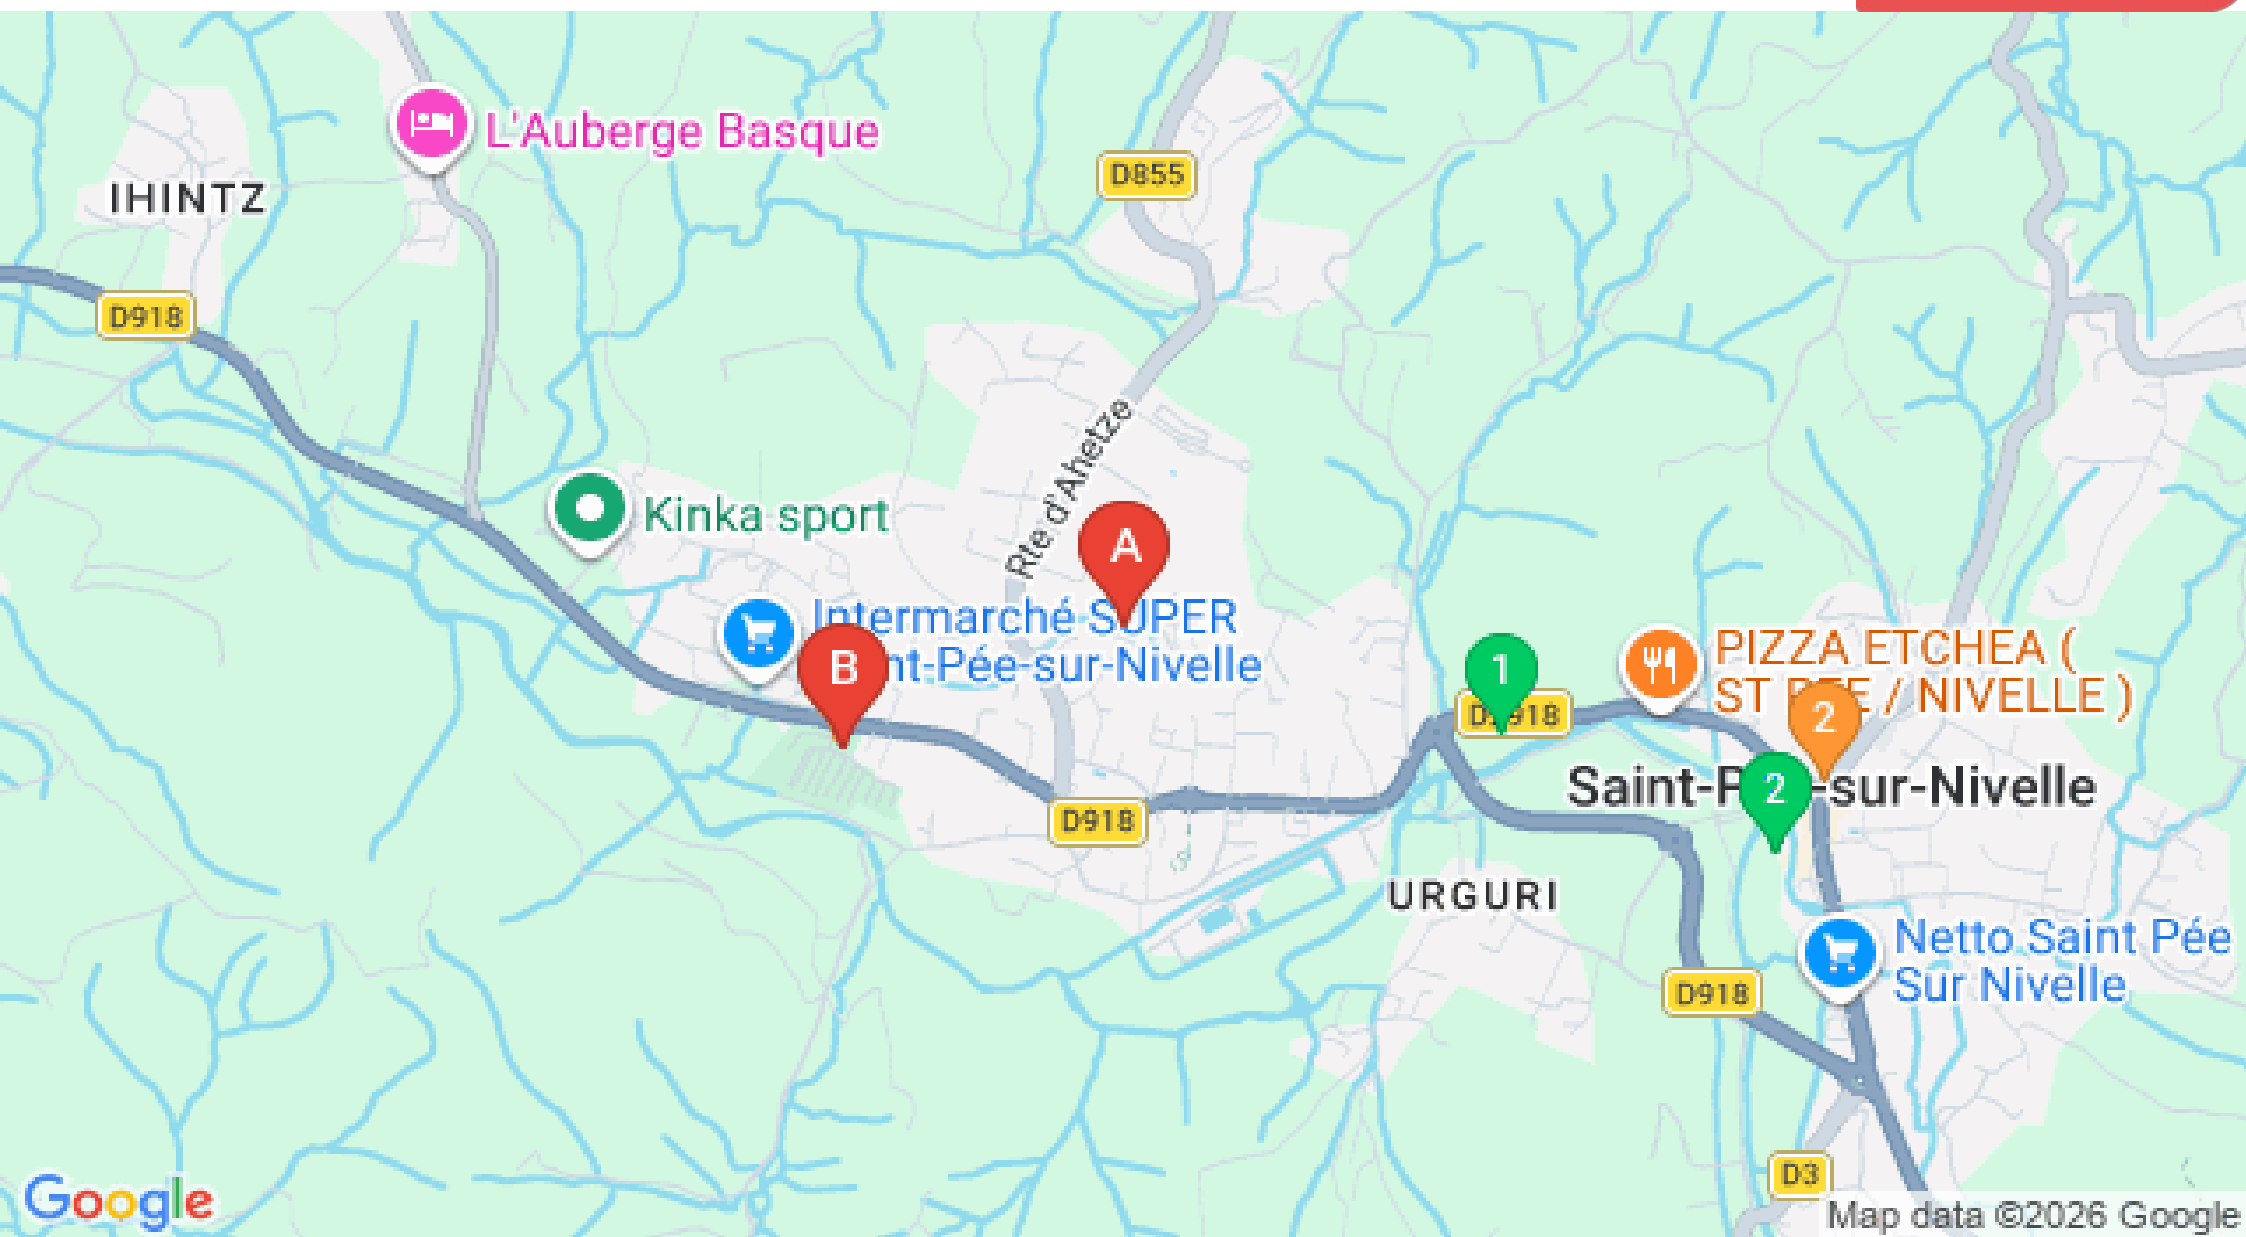 L'Auberge Basque
IHINTZ
D855
D918
Rte d'Ahetze
Kinka sport
A
Intermarché SUPER
B
nt-Pée-sur-Nivelle
1
D 918
PIZZA ETCHEA (
ST P E / NIVELLE )
2
Saint-P -sur-Nivelle
2
D918
URGURI
Netto Saint Pée
Sur Nivelle
D918
D3
Google
Map data ©2026 Google